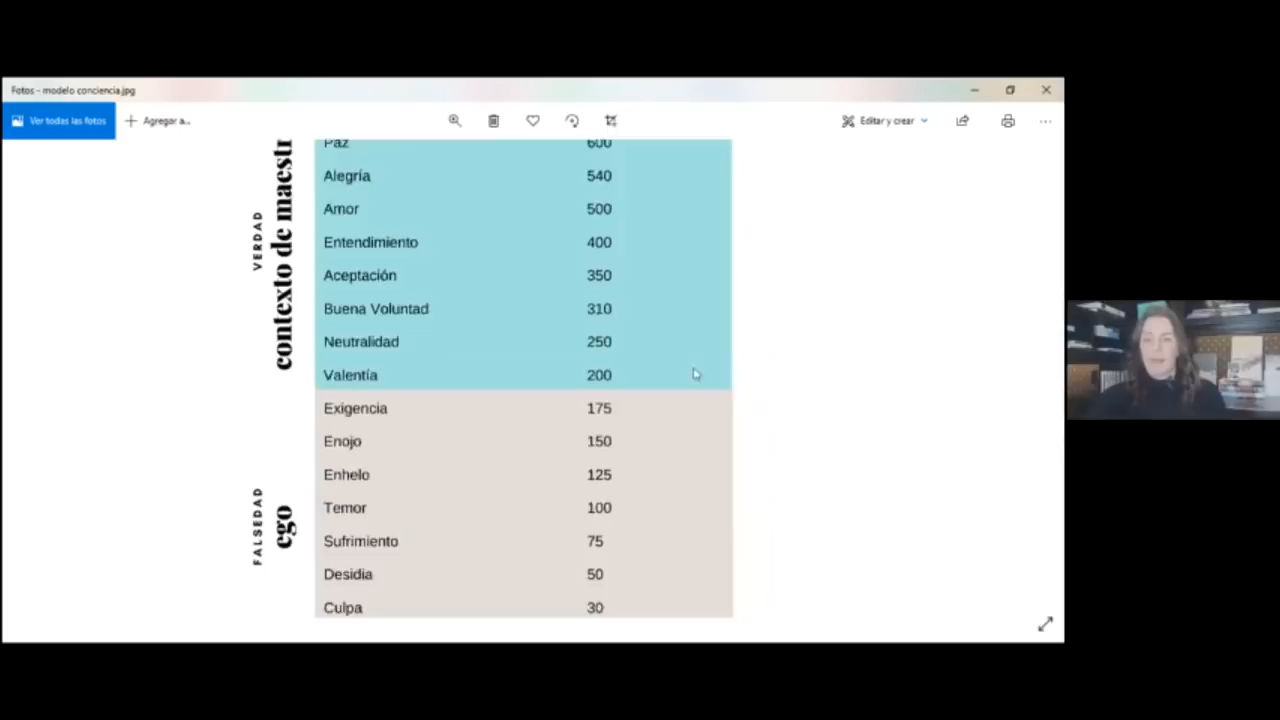 Fotos - modelo conciencia.jpg
Ver todas las fotos
Agregar a...
Editar y crear
VERDAD
contexto de maestr
Paz 600
Alegría 540
Amor 500
Entendimiento 400
Aceptación 350
Buena Voluntad 310
Neutralidad 250
Valentía 200
FALSEDAD
ego
Exigencia 175
Enojo 150
Enhelo 125
Temor 100
Sufrimiento 75
Desidia 50
Culpa 30